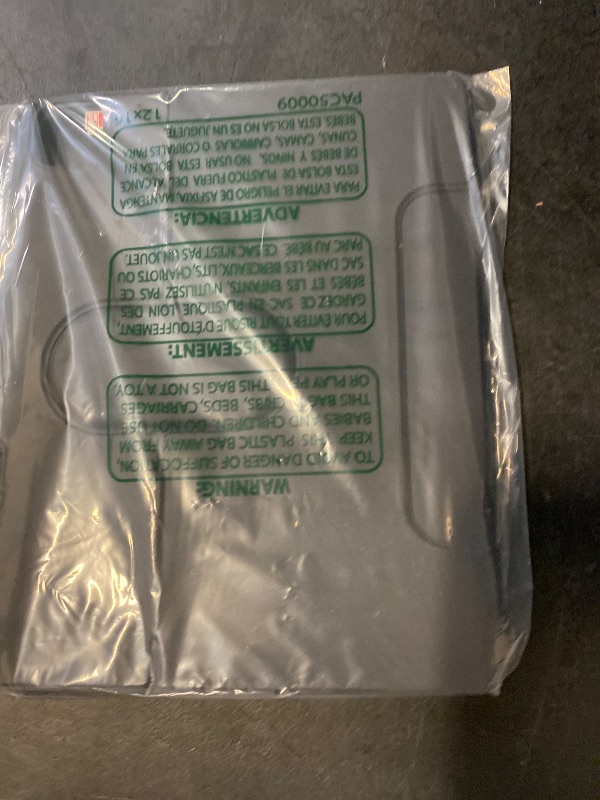 WARNING:
TO AVOID DANGER OF SUFFOCATION,
KEEP THIS PLASTIC BAG AWAY FROM
BABIES AND CHILDREN. DO NOT USE
THIS BAG IN CRIBS, BEDS, CARRIAGES
OR PLAY THIS BAG IS NOT A TOY.
AVERTISSEMENT:
POUR ÉVITER TOUT RISQUE D'ÉTOUFFEMENT,
GARDEZ CE SAC EN PLASTIQUE LOIN DES
BÉBÉS ET LES ENFANTS. N'UTILISEZ PAS CE
SAC DANS LES BERCEAUX, LITS, CHARIOTS OU
PARC AU BÉBÉ. CE SAC N'EST PAS UN JOUET.
ADVERTENCIA:
PARA EVITAR EL PELIGRO DE ASFIXIA, MANTENGA
ESTA BOLSA DE PLASTICO FUERA DEL ALCANCE
DE BEBÉS Y NINOS. NO USAR ESTA BOLSA EN
CUNAS, CAMAS, CARRIOLAS O CORRALES PARA
BEBÉS. ESTA BOLSA NO ES UN JUGUETE.
PACS0009